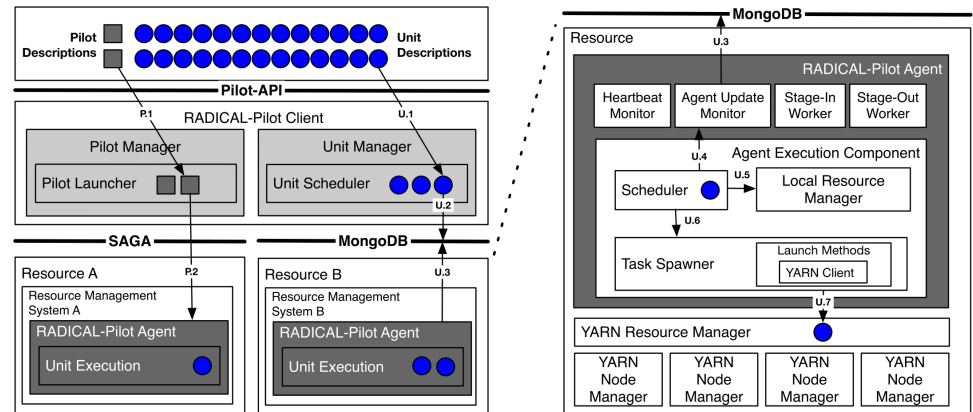 Pilot
Descriptions
Unit
Descriptions
Pilot-API
P.1
U.1
RADICAL-Pilot Client
Pilot Manager
Pilot Launcher
Unit Manager
Unit Scheduler
U.2
SAGA
MongoDB
P.2
U.3
Resource A
Resource Management
System A
RADICAL-Pilot Agent
Unit Execution
Resource B
Resource Management
System B
RADICAL-Pilot Agent
Unit Execution
MongoDB
U.3
Resource
RADICAL-Pilot Agent
Heartbeat
Monitor
Agent Update
Monitor
Stage-In
Worker
Stage-Out
Worker
U.4
Agent Execution Component
Scheduler
U.5
Local Resource
Manager
U.6
Task Spawner
Launch Methods
YARN Client
U.7
YARN Resource Manager
YARN
Node
Manager
YARN
Node
Manager
YARN
Node
Manager
YARN
Node
Manager